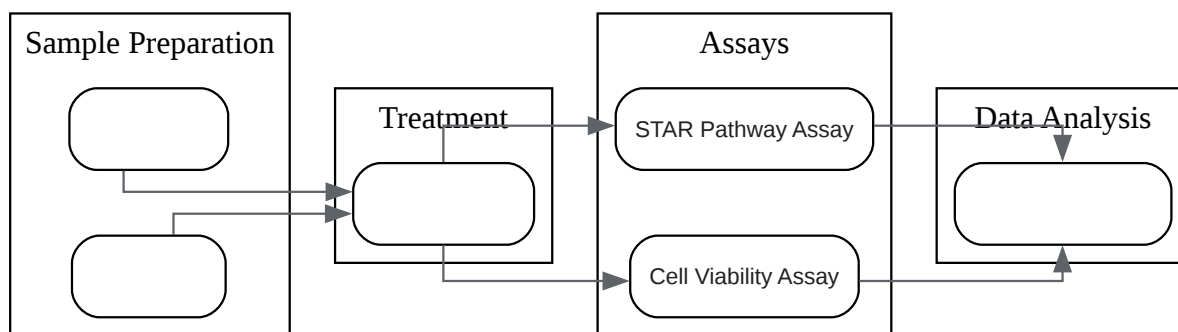 Sample Preparation
Treatment
Assays
STAR Pathway Assay
Cell Viability Assay
Data Analysis